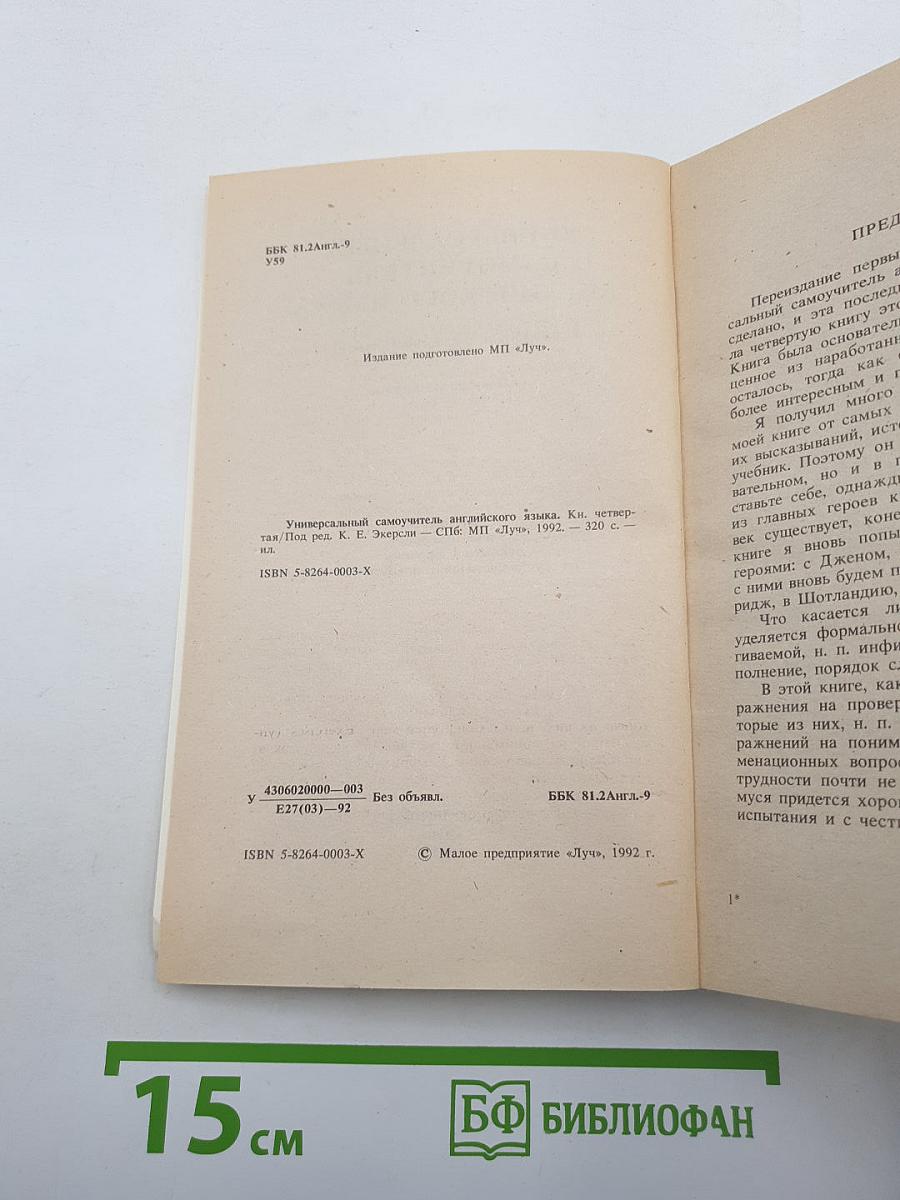 ББК 81.2Англ.-9
У59
Издание подготовлено МП «Луч».
Универсальный самоучитель английского языка. Кн. четвер-
тая/Под ред. К. Е. Экерсли — СПб: МП «Луч», 1992. — 320 с. —
ил.
ISBN 5-8264-0003-X
У 4306020000—003 Без объявл. ББК 81.2Англ.-9
Е27(03)—92
ISBN 5-8264-0003-X © Малое предприятие «Луч», 1992 г.
ПРЕД
Переиздание первы
сальный самоучитель а
сделано, и эта послед
ла четвертую книгу это
Книга была основател
ценное из наработанн
осталось, тогда как
более интересным и п
Я получил много
моей книге от самых
их высказываний, ист
учебник. Поэтому он
вательном, но и в п
ставьте себе, однажд
из главных героев к
век существует, коне
книге я вновь попы
героями: с Дженом,
с ними вновь будем п
ридж, в Шотландию,
Что касается ли
уделяется формально
гиваемой, н. п. инфи
полнение, порядок сл
В этой книге, как
ражнения на провер
торые из них, н. п.
ражнений на поним
менационных вопрос
трудности почти не
муся придется хорош
испытания и с чест
1*
15 см
БФ БИБЛИОФАН